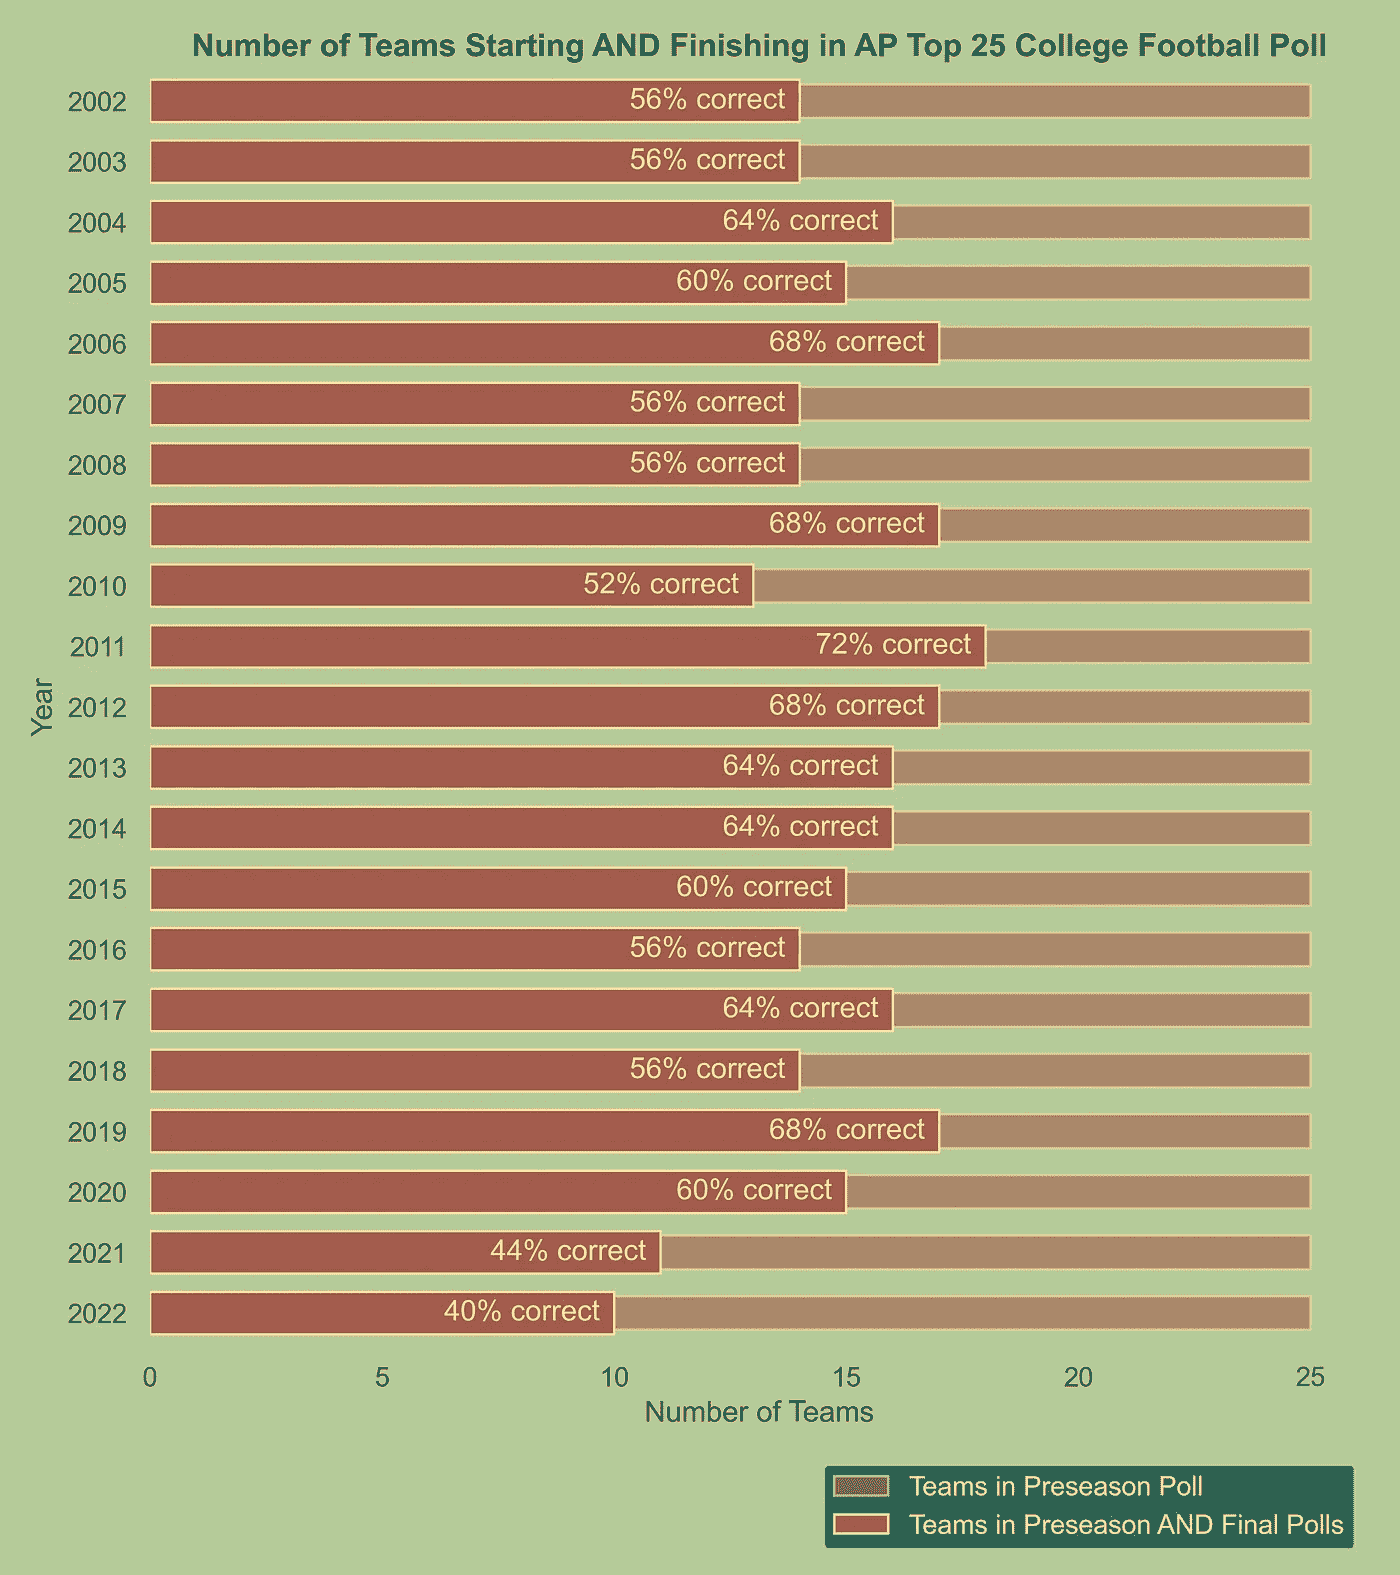 Number of Teams Starting AND Finishing in AP Top 25 College Football Poll
2002 56% correct
2003 56% correct
2004 64% correct
2005 60% correct
2006 68% correct
2007 56% correct
2008 56% correct
2009 68% correct
2010 52% correct
2011 72% correct
Year
2012 68% correct
2013 64% correct
2014 64% correct
2015 60% correct
2016 56% correct
2017 64% correct
2018 56% correct
2019 68% correct
2020 60% correct
2021 44% correct
2022 40% correct
0 5 10 15 20 25
Number of Teams
Teams in Preseason Poll
Teams in Preseason AND Final Polls